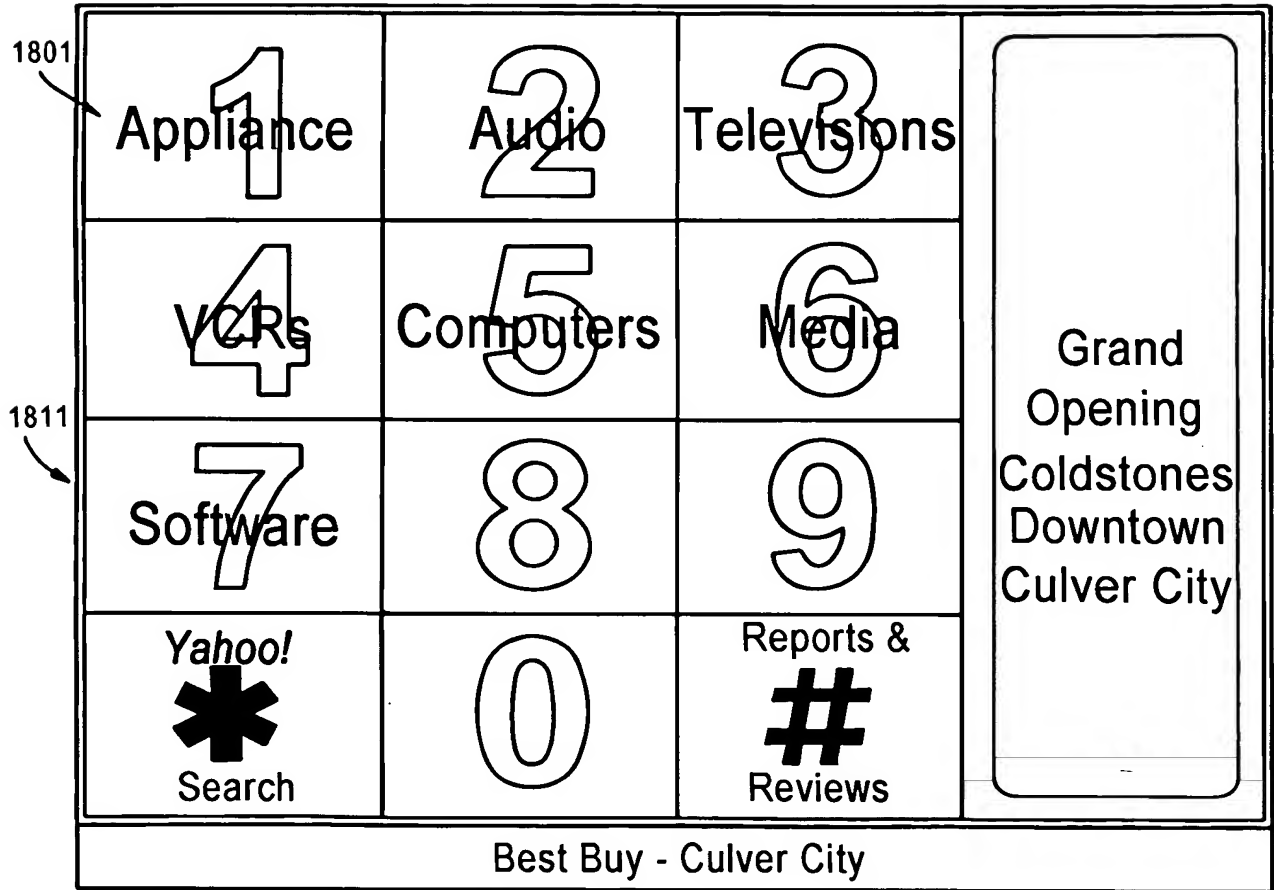 1801
1
Appliance
2
Audio
3
Televisions
4
VCRs
5
Computers
6
Media
1811
7
Software
8
9
Yahoo!
*
Search
0
Reports &
#
Reviews
Grand
Opening
Coldstones
Downtown
Culver City
Best Buy - Culver City